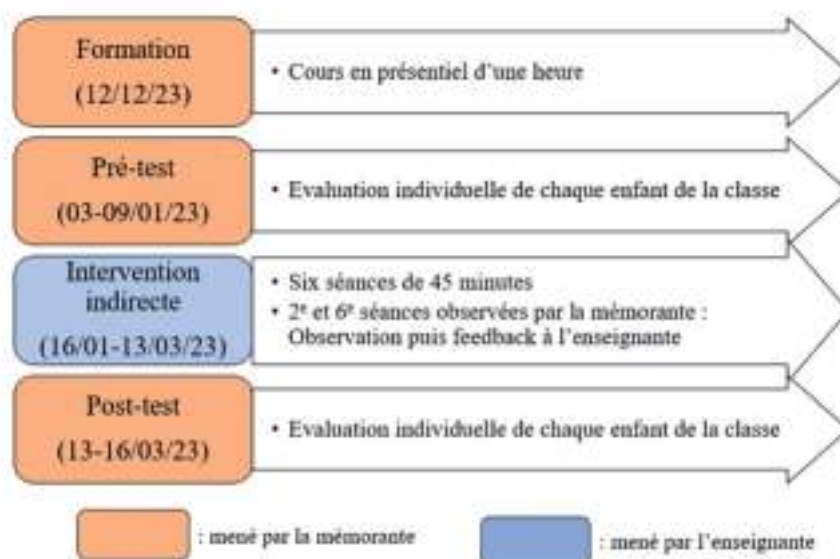 Formation
(12/12/23)
• Cours en présentiel d’une heure
Pré-test
(03-09/01/23)
• Evaluation individuelle de chaque enfant de la classe
Intervention
indirecte
(16/01-13/03/23)
• Six séances de 45 minutes
• 2e et 6e séances observées par la mémorante :
Observation puis feedback à l’enseignante
Post-test
(13-16/03/23)
• Evaluation individuelle de chaque enfant de la classe
: mené par la mémorante
: mené par l’enseignante